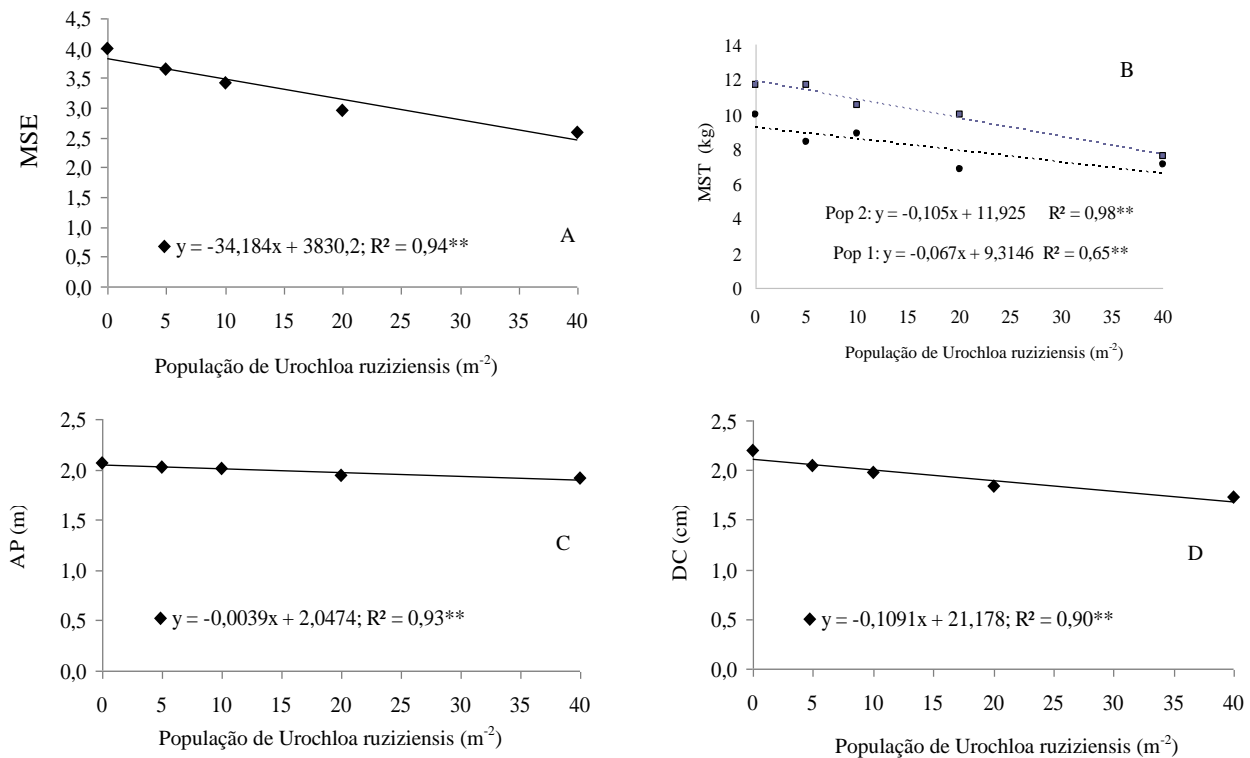 4,5
4,0
3,5
3,0
2,5
2,0
1,5
1,0
0,5
0,0
MSE
y = -34,184x + 3830,2; R² = 0,94**
A
0 5 10 15 20 25 30 35 40
População de Urochloa ruziziensis (m-2)
14
12
10
8
6
4
2
0
MST (kg)
B
Pop 2: y = -0,105x + 11,925 R² = 0,98**
Pop 1: y = -0,067x + 9,3146 R² = 0,65**
0 5 10 15 20 25 30 35 40
População de Urochloa ruziziensis (m-2)
2,5
2,0
1,5
1,0
0,5
0,0
AP (m)
C
y = -0,0039x + 2,0474; R² = 0,93**
0 5 10 15 20 25 30 35 40
População de Urochloa ruziziensis (m-2)
2,5
2,0
1,5
1,0
0,5
0,0
DC (cm)
D
y = -0,1091x + 21,178; R² = 0,90**
0 5 10 15 20 25 30 35 40
População de Urochloa ruziziensis (m-2)